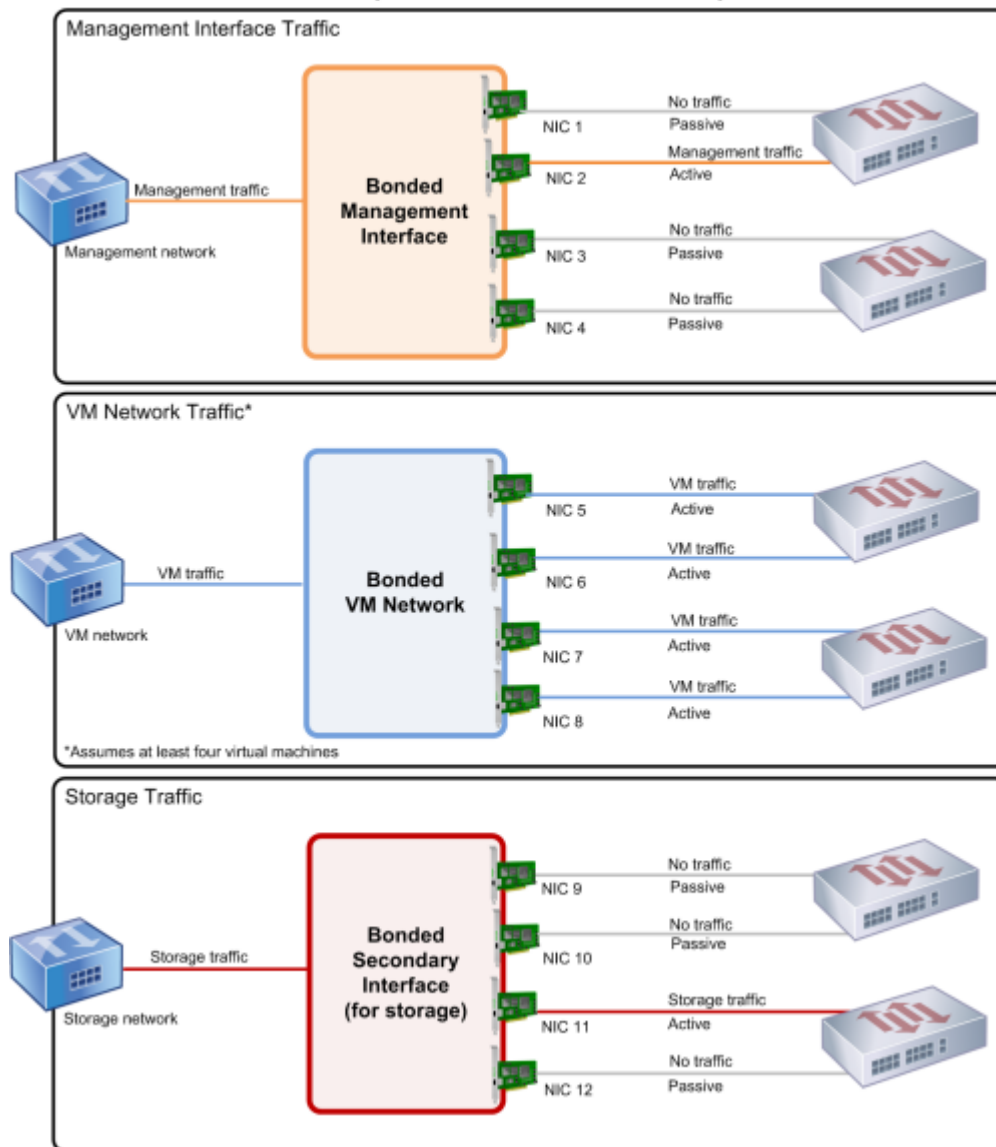 Management Interface Traffic
No traffic
NIC 1
Passive
Management traffic
NIC 2
Active
Management traffic
Bonded
Management
Interface
Management network
No traffic
NIC 3
Passive
No traffic
NIC 4
Passive
VM Network Traffic*
VM traffic
NIC 5
Active
VM traffic
NIC 6
Active
VM traffic
Bonded
VM Network
VM network
VM traffic
NIC 7
Active
VM traffic
NIC 8
Active
*Assumes at least four virtual machines
Storage Traffic
No traffic
NIC 9
Passive
No traffic
NIC 10
Passive
Storage traffic
Bonded
Secondary
Interface
(for storage)
Storage network
Storage traffic
NIC 11
Active
No traffic
NIC 12
Passive